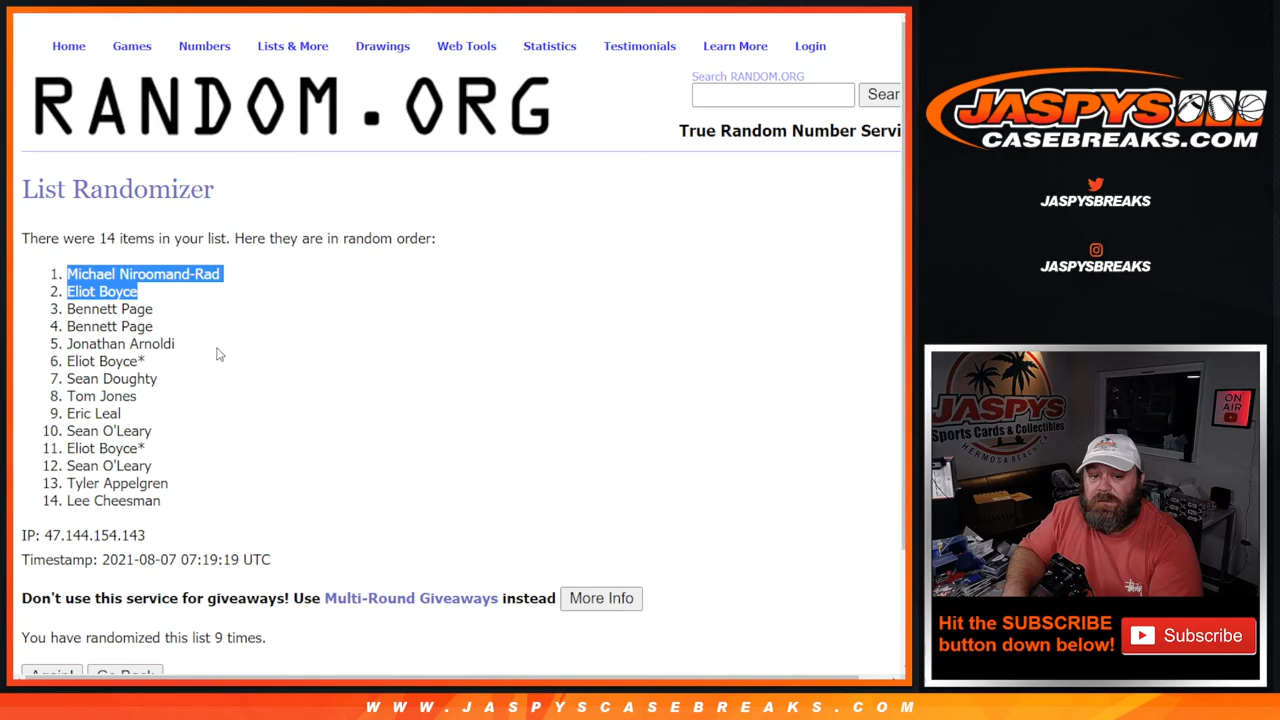 Home Games Numbers Lists & More Drawings Web Tools Statistics Testimonials Learn More Login
RANDOM.ORG
Search RANDOM.ORG
Sear
True Random Number Servi
List Randomizer
There were 14 items in your list. Here they are in random order:
1. Michael Niroomand-Rad
2. Eliot Boyce
3. Bennett Page
4. Bennett Page
5. Jonathan Arnoldi
6. Eliot Boyce*
7. Sean Doughty
8. Tom Jones
9. Eric Leal
10. Sean O'Leary
11. Eliot Boyce*
12. Sean O'Leary
13. Tyler Appelgren
14. Lee Cheesman
IP: 47.144.154.143
Timestamp: 2021-08-07 07:19:19 UTC
Don't use this service for giveaways! Use Multi-Round Giveaways instead More Info
You have randomized this list 9 times.
Again! Go Back
JASPYS
CASEBREAKS.COM
JASPYSBREAKS
JASPYSBREAKS
JASPYS
Sports Cards & Collectibles
HERMOSA BEACH CA
ON AIR
Hit the SUBSCRIBE
button down below!
Subscribe
WWW.JASPYSCASEBREAKS.COM